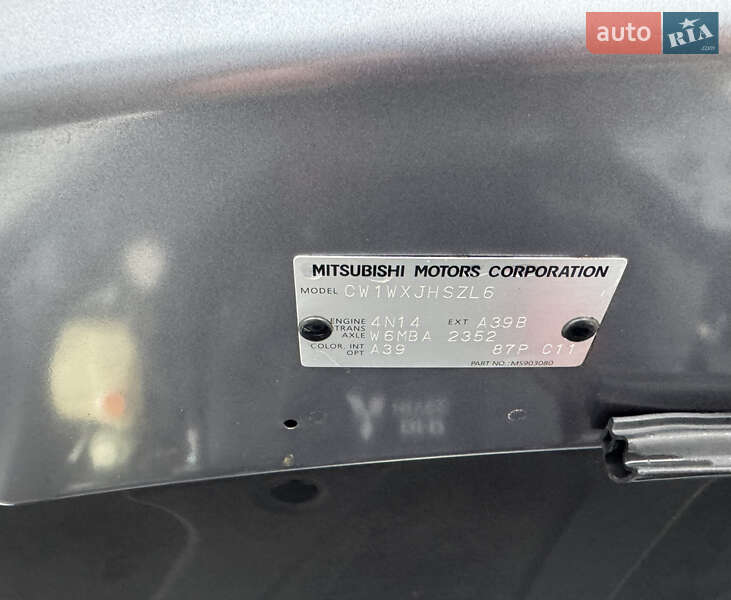 auto RIA
.com
MITSUBISHI MOTORS CORPORATION
MODEL CW1WXJHSZL6
ENGINE 4N14 EXT A39B
TRANS AXLE W6MBA 2352
COLOR, INT OPT A39 87P C11
PART NO.: MS903080